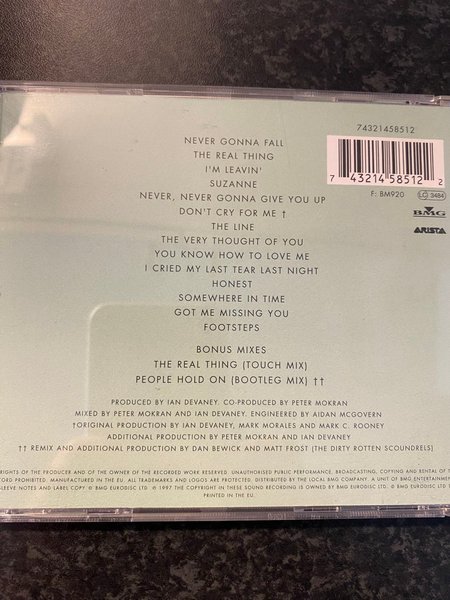 74321458512
NEVER GONNA FALL
THE REAL THING
I'M LEAVIN'
SUZANNE
NEVER, NEVER GONNA GIVE YOU UP
DON'T CRY FOR ME †
THE LINE
THE VERY THOUGHT OF YOU
YOU KNOW HOW TO LOVE ME
I CRIED MY LAST TEAR LAST NIGHT
HONEST
SOMEWHERE IN TIME
GOT ME MISSING YOU
FOOTSTEPS
7 43214 58512 2
F: BM920 LC 3484
BMG
ARISTA
BONUS MIXES
THE REAL THING (TOUCH MIX)
PEOPLE HOLD ON (BOOTLEG MIX) ††
PRODUCED BY IAN DEVANEY. CO-PRODUCED BY PETER MOKRAN
MIXED BY PETER MOKRAN AND IAN DEVANEY. ENGINEERED BY AIDAN MCGOVERN
†ORIGINAL PRODUCTION BY IAN DEVANEY, MARK MORALES AND MARK C. ROONEY
ADDITIONAL PRODUCTION BY PETER MOKRAN AND IAN DEVANEY
†† REMIX AND ADDITIONAL PRODUCTION BY DAN BEWICK AND MATT FROST (THE DIRTY ROTTEN SCOUNDRELS)
RIGHTS OF THE PRODUCER AND OF THE OWNER OF THE RECORDED WORK RESERVED. UNAUTHORISED PUBLIC PERFORMANCE, BROADCASTING, COPYING AND RENTAL OF
ORD PROHIBITED. MANUFACTURED IN THE EU. ALL TRADEMARKS AND LOGOS ARE PROTECTED. DISTRIBUTED BY THE LOCAL BMG COMPANY. A UNIT OF BMG ENTERTAINMENT
SLEEVE NOTES AND LABEL COPY © BMG EURODISC LTD ℗ 1997 THE COPYRIGHT IN THESE SOUND RECORDING IS OWNED BY BMG EURODISC LTD. © BMG EURODISC LTD
PRINTED IN THE EU.